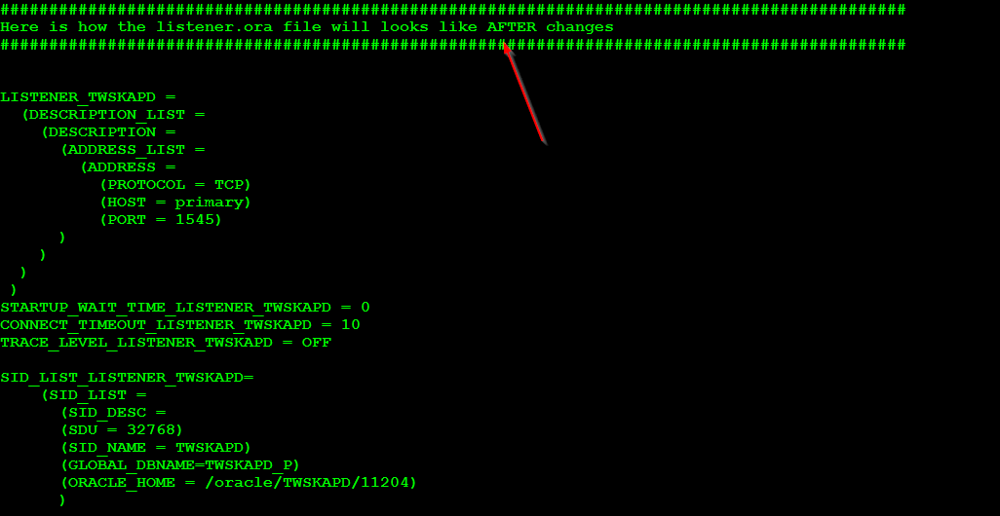 #############################################################################################
Here is how the listener.ora file will looks like AFTER changes
#############################################################################################
LISTENER_TWSKAPD =
(DESCRIPTION_LIST =
(DESCRIPTION =
(ADDRESS_LIST =
(ADDRESS =
(PROTOCOL = TCP)
(HOST = primary)
(PORT = 1545)
)
)
)
)
STARTUP_WAIT_TIME_LISTENER_TWSKAPD = 0
CONNECT_TIMEOUT_LISTENER_TWSKAPD = 10
TRACE_LEVEL_LISTENER_TWSKAPD = OFF
SID_LIST_LISTENER_TWSKAPD=
(SID_LIST =
(SID_DESC =
(SDU = 32768)
(SID_NAME = TWSKAPD)
(GLOBAL_DBNAME=TWSKAPD_P)
(ORACLE_HOME = /oracle/TWSKAPD/11204)
)